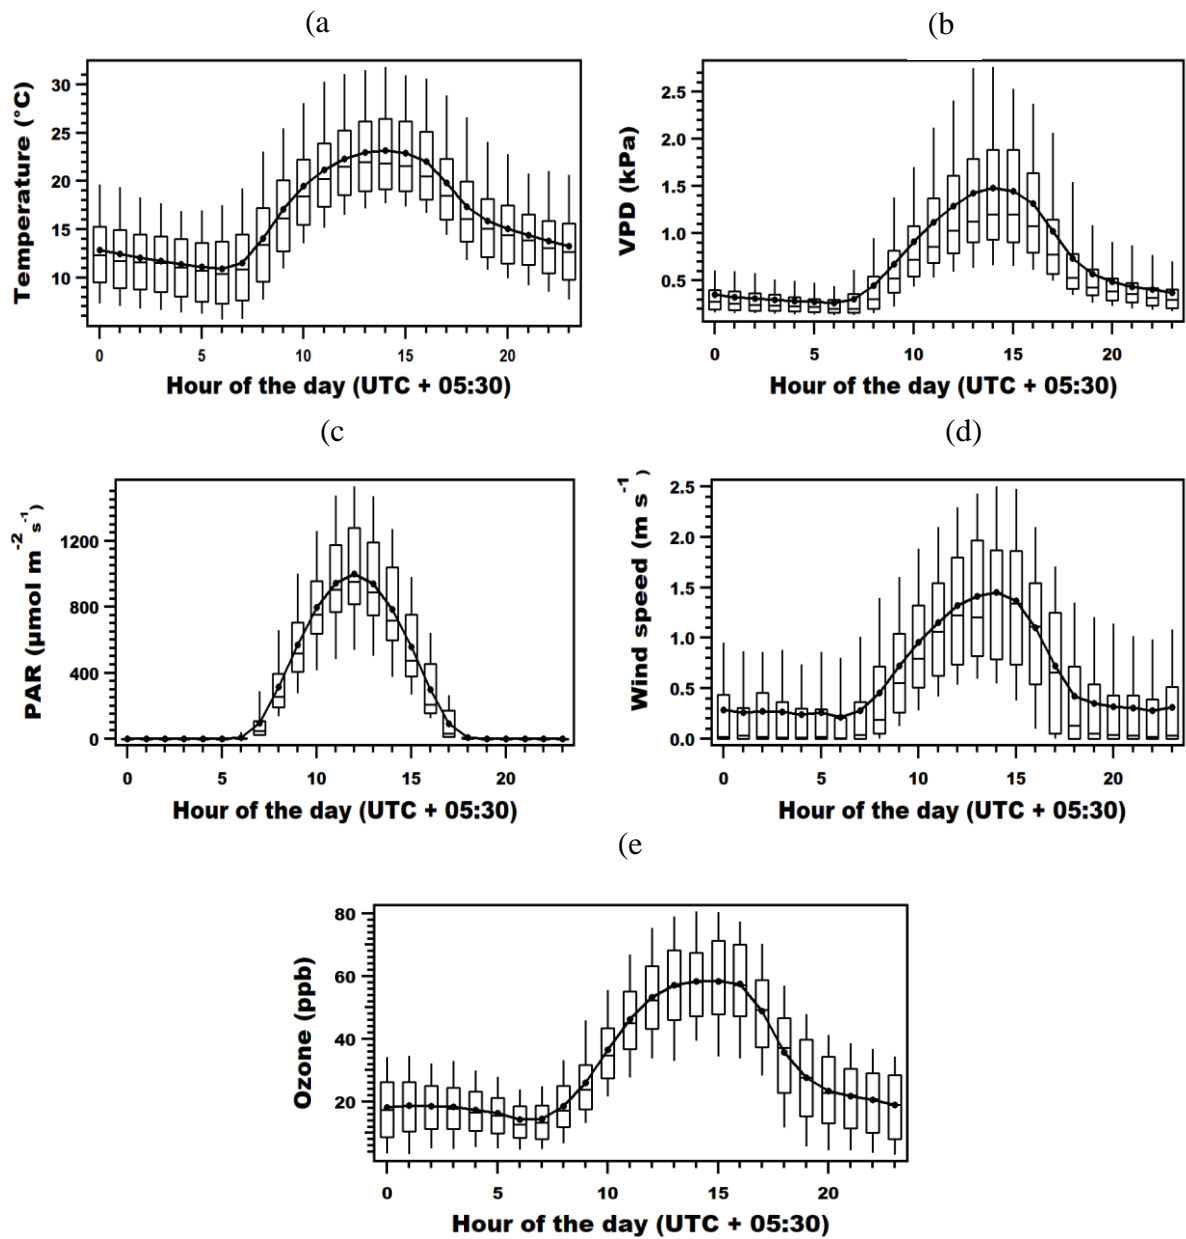 (a
(b
Temperature (°C)
30
25
20
15
10
0 5 10 15 20
Hour of the day (UTC + 05:30)
VPD (kPa)
2.5
2.0
1.5
1.0
0.5
0 5 10 15 20
Hour of the day (UTC + 05:30)
(c
(d
PAR (µmol m⁻² s⁻¹)
1200
800
400
0
0 5 10 15 20
Hour of the day (UTC + 05:30)
Wind speed (m s⁻¹)
2.5
2.0
1.5
1.0
0.5
0.0
0 5 10 15 20
Hour of the day (UTC + 05:30)
(e
Ozone (ppb)
80
60
40
20
0 5 10 15 20
Hour of the day (UTC + 05:30)